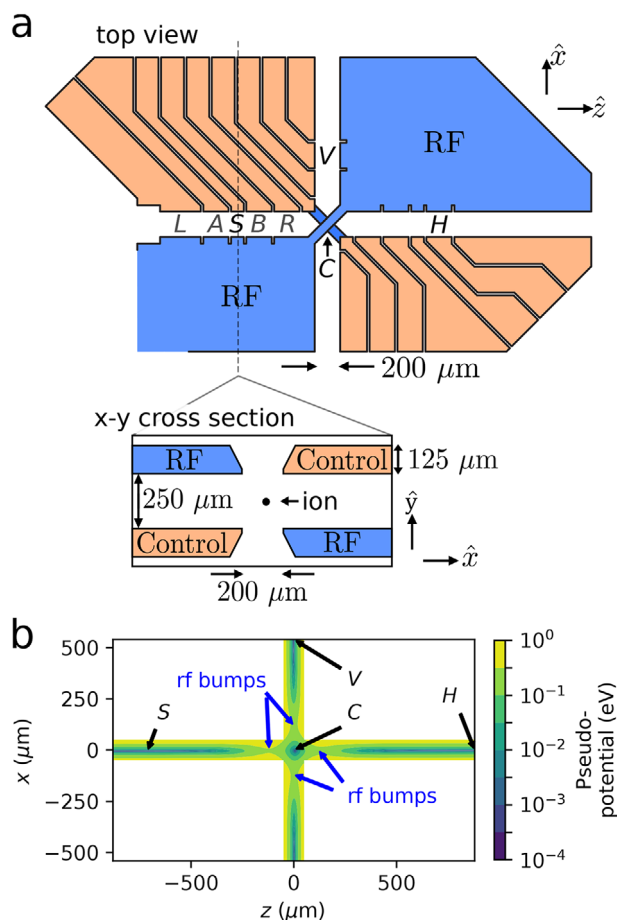 a
top view
x̂
ẑ
V
RF
L A S B R
H
C
RF
200 μm
x-y cross section
RF
Control
125 μm
250 μm
ion
ŷ
Control
RF
x̂
200 μm
b
500
250
0
−250
−500
x (μm)
rf bumps
V
S
C
H
rf bumps
−500
0
500
z (μm)
10⁰
10⁻¹
10⁻²
10⁻³
10⁻⁴
Pseudo-
potential (eV)